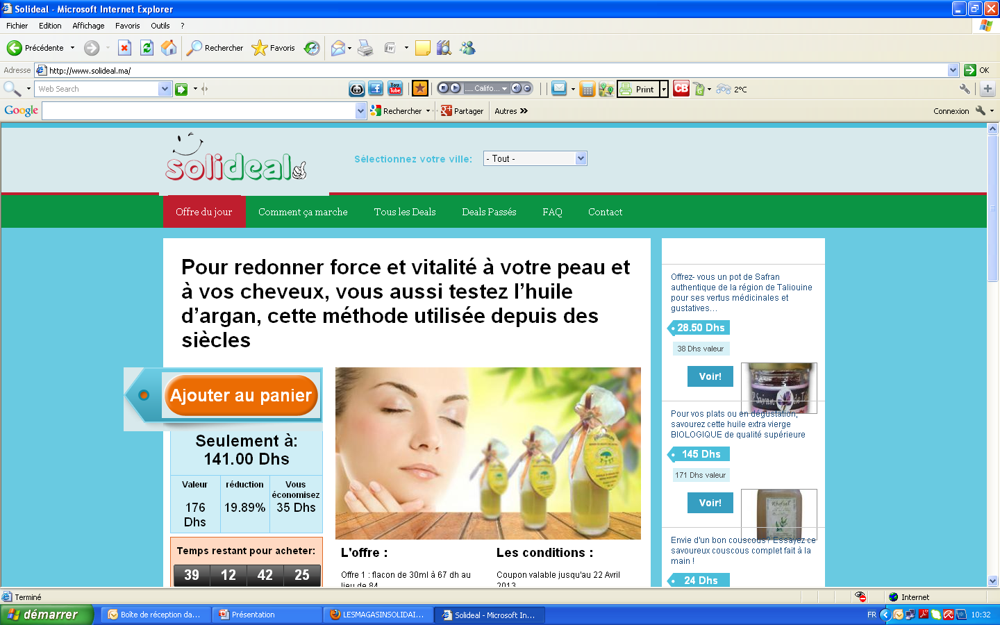 Solideal - Microsoft Internet Explorer
Fichier Edition Affichage Favoris Outils ?
Précédente Rechercher Favoris
Adresse http://www.solideal.ma/ OK
Web Search You Tube ...... Califo... Print CB 2°C
Google Rechercher Partager Autres Connexion
solideal
Sélectionnez votre ville: - Tout -
Offre du jour Comment ça marche Tous les Deals Deals Passés FAQ Contact
Pour redonner force et vitalité à votre peau et
à vos cheveux, vous aussi testez l’huile
d’argan, cette méthode utilisée depuis des
siècles
Ajouter au panier
Seulement à:
141.00 Dhs
Valeur réduction Vous
économisez
176
Dhs
19.89% 35 Dhs
Temps restant pour acheter:
39 12 42 25
L'offre :
Offre 1 : flacon de 30ml à 67 dh au
lieu de 84
Les conditions :
Coupon valable jusqu'au 22 Avril
2013
Offrez- vous un pot de Safran
authentique de la région de Taliouine
pour ses vertus médicinales et
gustatives…
28.50 Dhs
38 Dhs valeur
Voir!
Pour vos plats ou en dégustation,
savourez cette huile extra vierge
BIOLOGIQUE de qualité supérieure
145 Dhs
171 Dhs valeur
Voir!
Envie d'un bon couscous? Essayez ce
savoureux couscous complet fait à la
main !
24 Dhs
Terminé Internet
démarrer Boîte de réception da... Présentation LESMAGASINSOLIDAI... Solideal - Microsoft In... FR 10:32